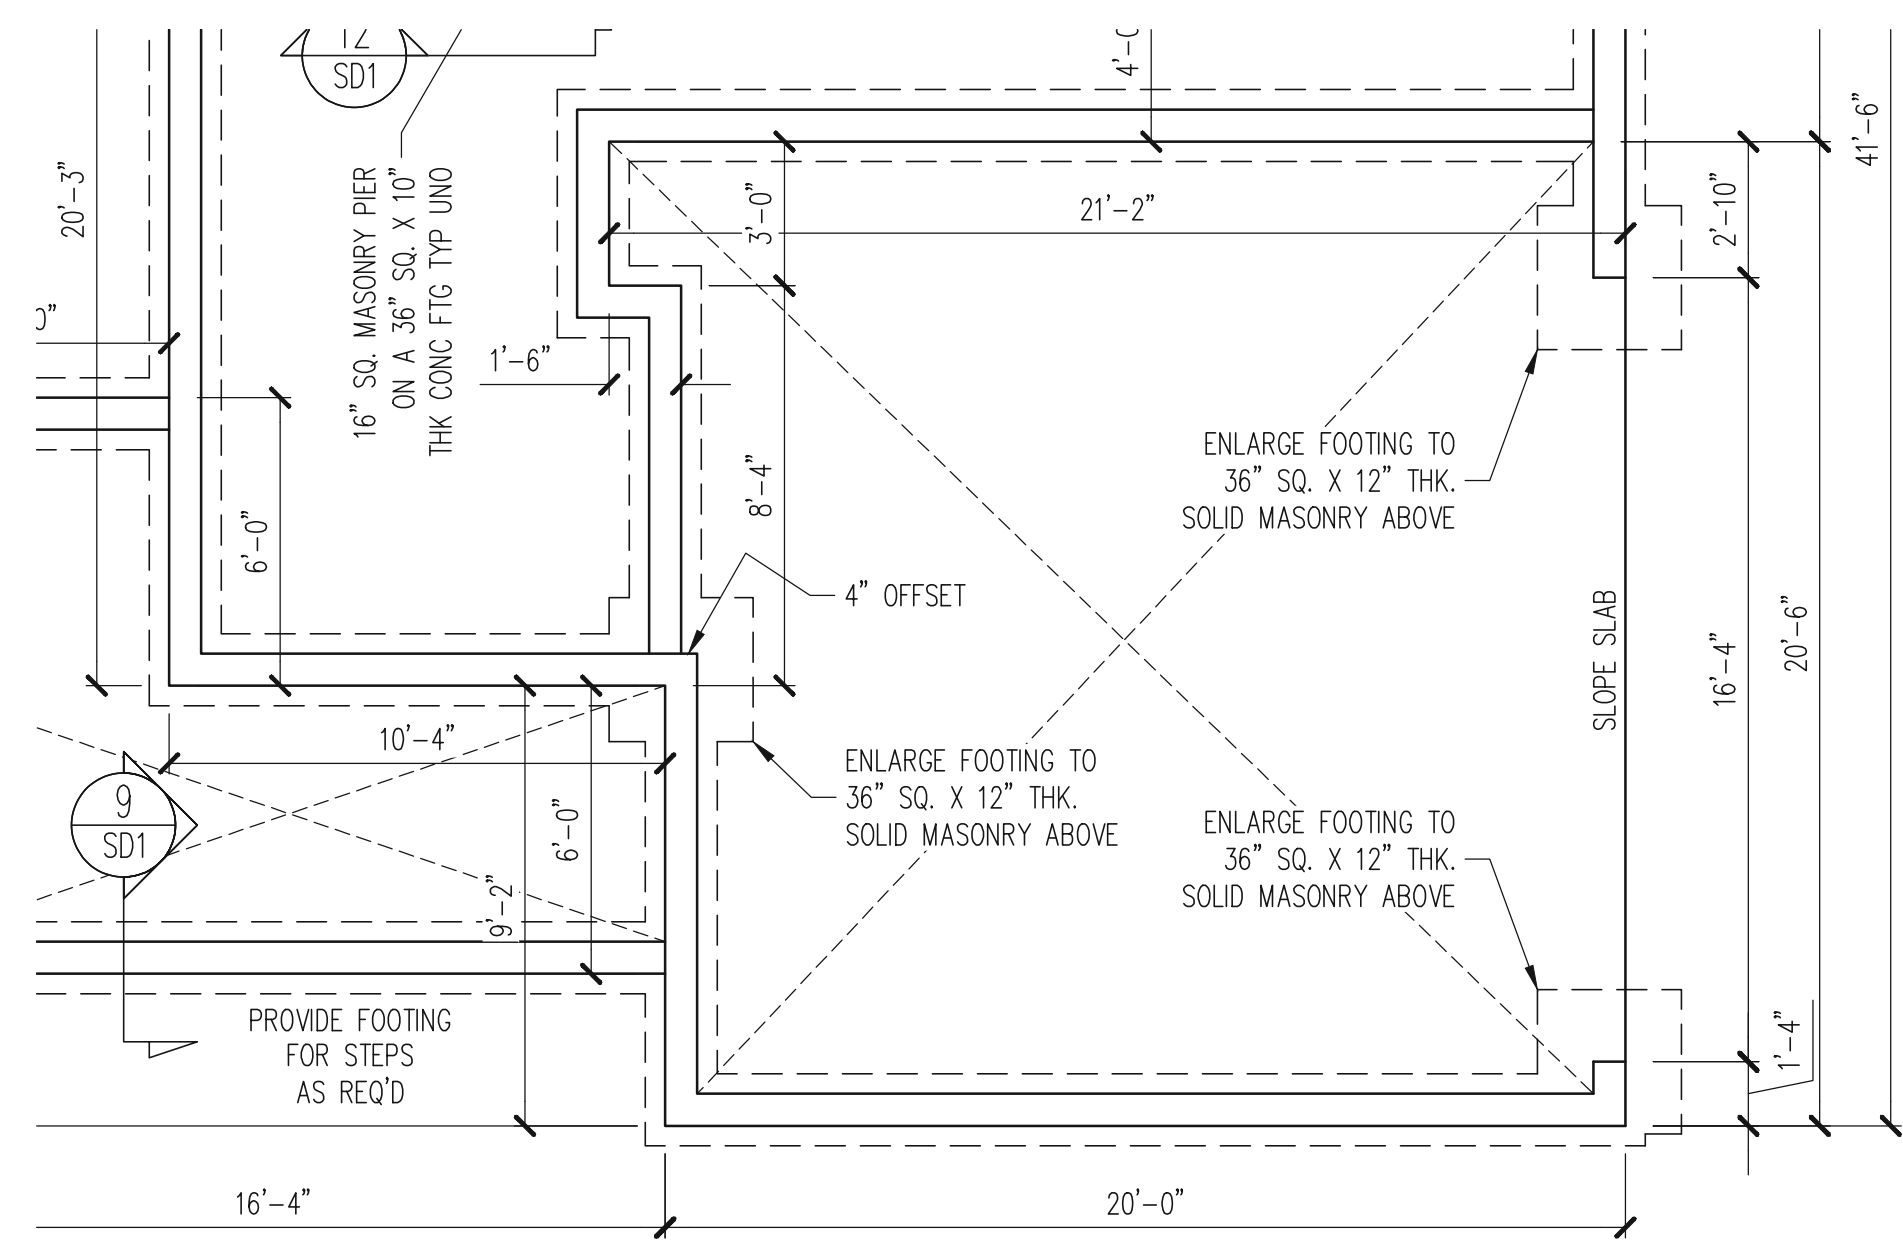 SD1
41'-6"
20'-3"
16" SQ. MASONRY PIER
ON A 36" SQ. X 10"
THK CONC FTG TYP UNO
3'-0"
21'-2"
2'-10"
1'-6"
ENLARGE FOOTING TO
36" SQ. X 12" THK.
SOLID MASONRY ABOVE
8'-4"
6'-0"
4" OFFSET
SLOPE SLAB
16'-4"
20'-6"
10'-4"
9
SD1
6'-0"
9'-2"
ENLARGE FOOTING TO
36" SQ. X 12" THK.
SOLID MASONRY ABOVE
ENLARGE FOOTING TO
36" SQ. X 12" THK.
SOLID MASONRY ABOVE
PROVIDE FOOTING
FOR STEPS
AS REQ'D
1'-4"
16'-4"
20'-0"